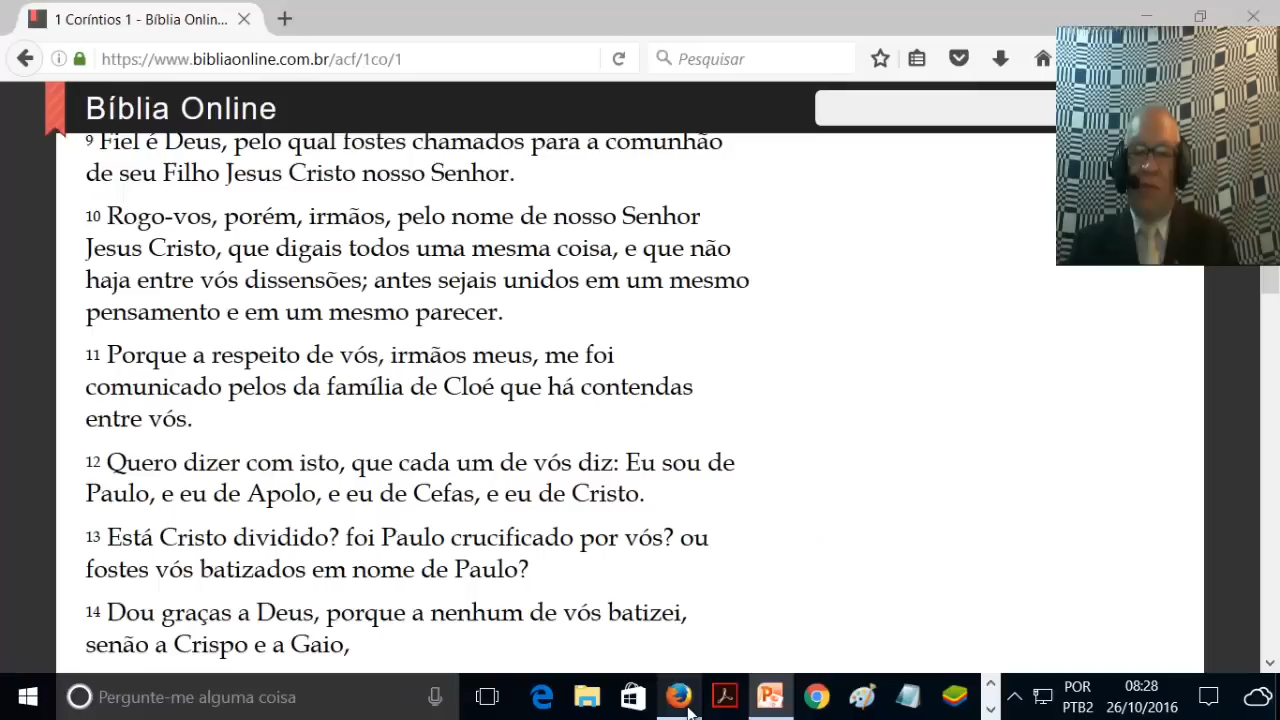 1 Coríntios 1 - Bíblia Online...
https://www.bibliaonline.com.br/acf/1co/1
Pesquisar
Bíblia Online
9 Fiel é Deus, pelo qual fostes chamados para a comunhão
de seu Filho Jesus Cristo nosso Senhor.
10 Rogo-vos, porém, irmãos, pelo nome de nosso Senhor
Jesus Cristo, que digais todos uma mesma coisa, e que não
haja entre vós dissensões; antes sejais unidos em um mesmo
pensamento e em um mesmo parecer.
11 Porque a respeito de vós, irmãos meus, me foi
comunicado pelos da família de Cloé que há contendas
entre vós.
12 Quero dizer com isto, que cada um de vós diz: Eu sou de
Paulo, e eu de Apolo, e eu de Cefas, e eu de Cristo.
13 Está Cristo dividido? foi Paulo crucificado por vós? ou
fostes vós batizados em nome de Paulo?
14 Dou graças a Deus, porque a nenhum de vós batizei,
senão a Crispo e a Gaio,
Pergunte-me alguma coisa
POR
PTB2
08:28
26/10/2016